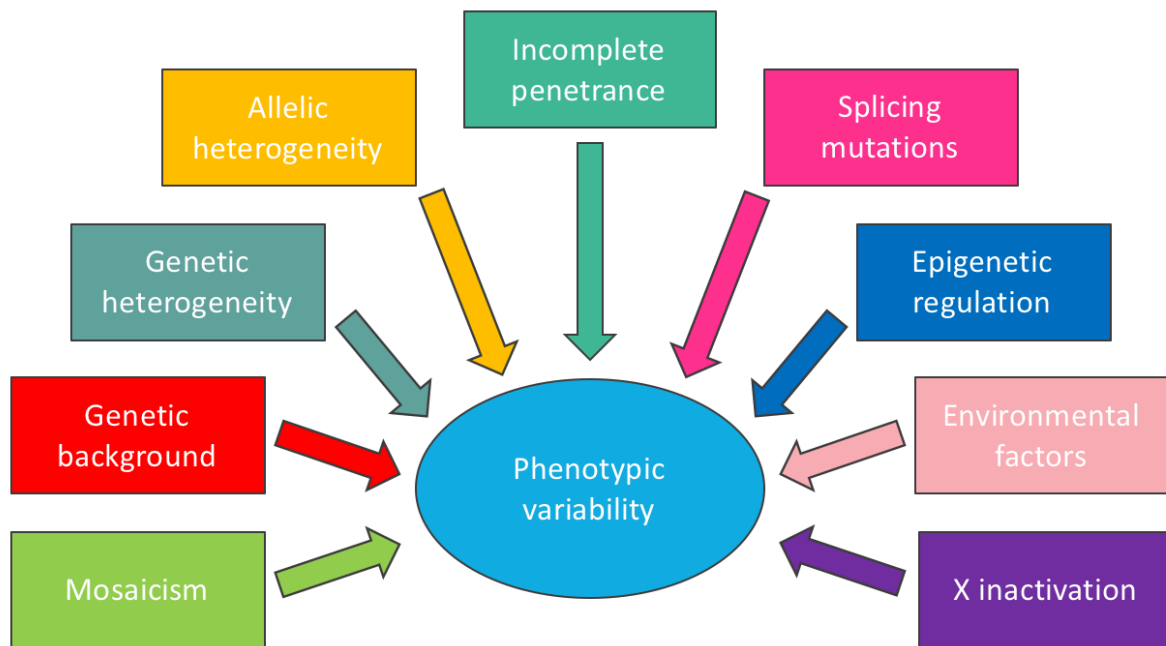 Incomplete
penetrance
Allelic
heterogeneity
Splicing
mutations
Genetic
heterogeneity
Epigenetic
regulation
Genetic
background
Environmental
factors
Phenotypic
variability
Mosaicism
X inactivation